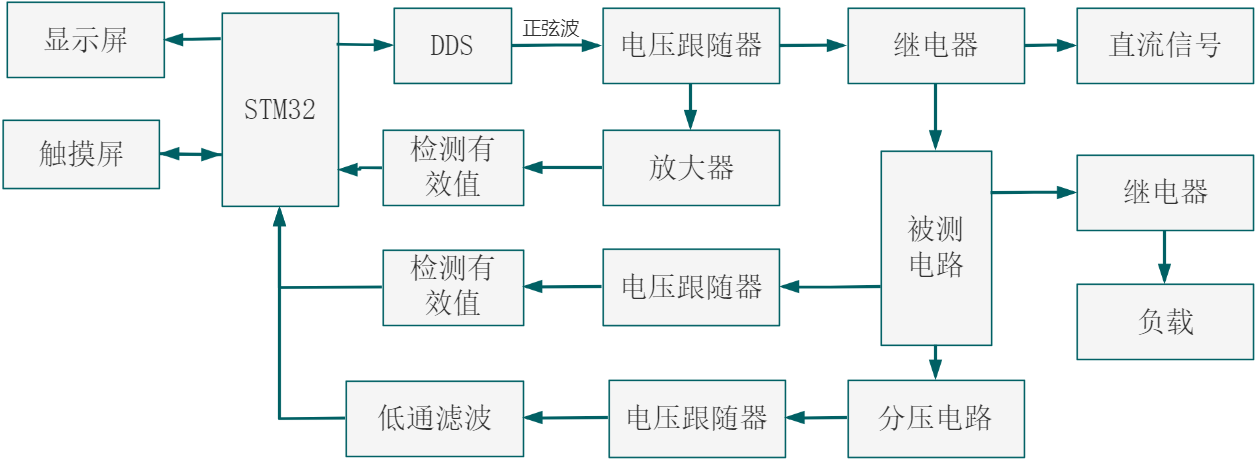 显示屏
STM32
DDS
正弦波
电压跟随器
继电器
直流信号
触摸屏
检测有
效值
放大器
被测
电路
继电器
检测有
效值
电压跟随器
负载
低通滤波
电压跟随器
分压电路